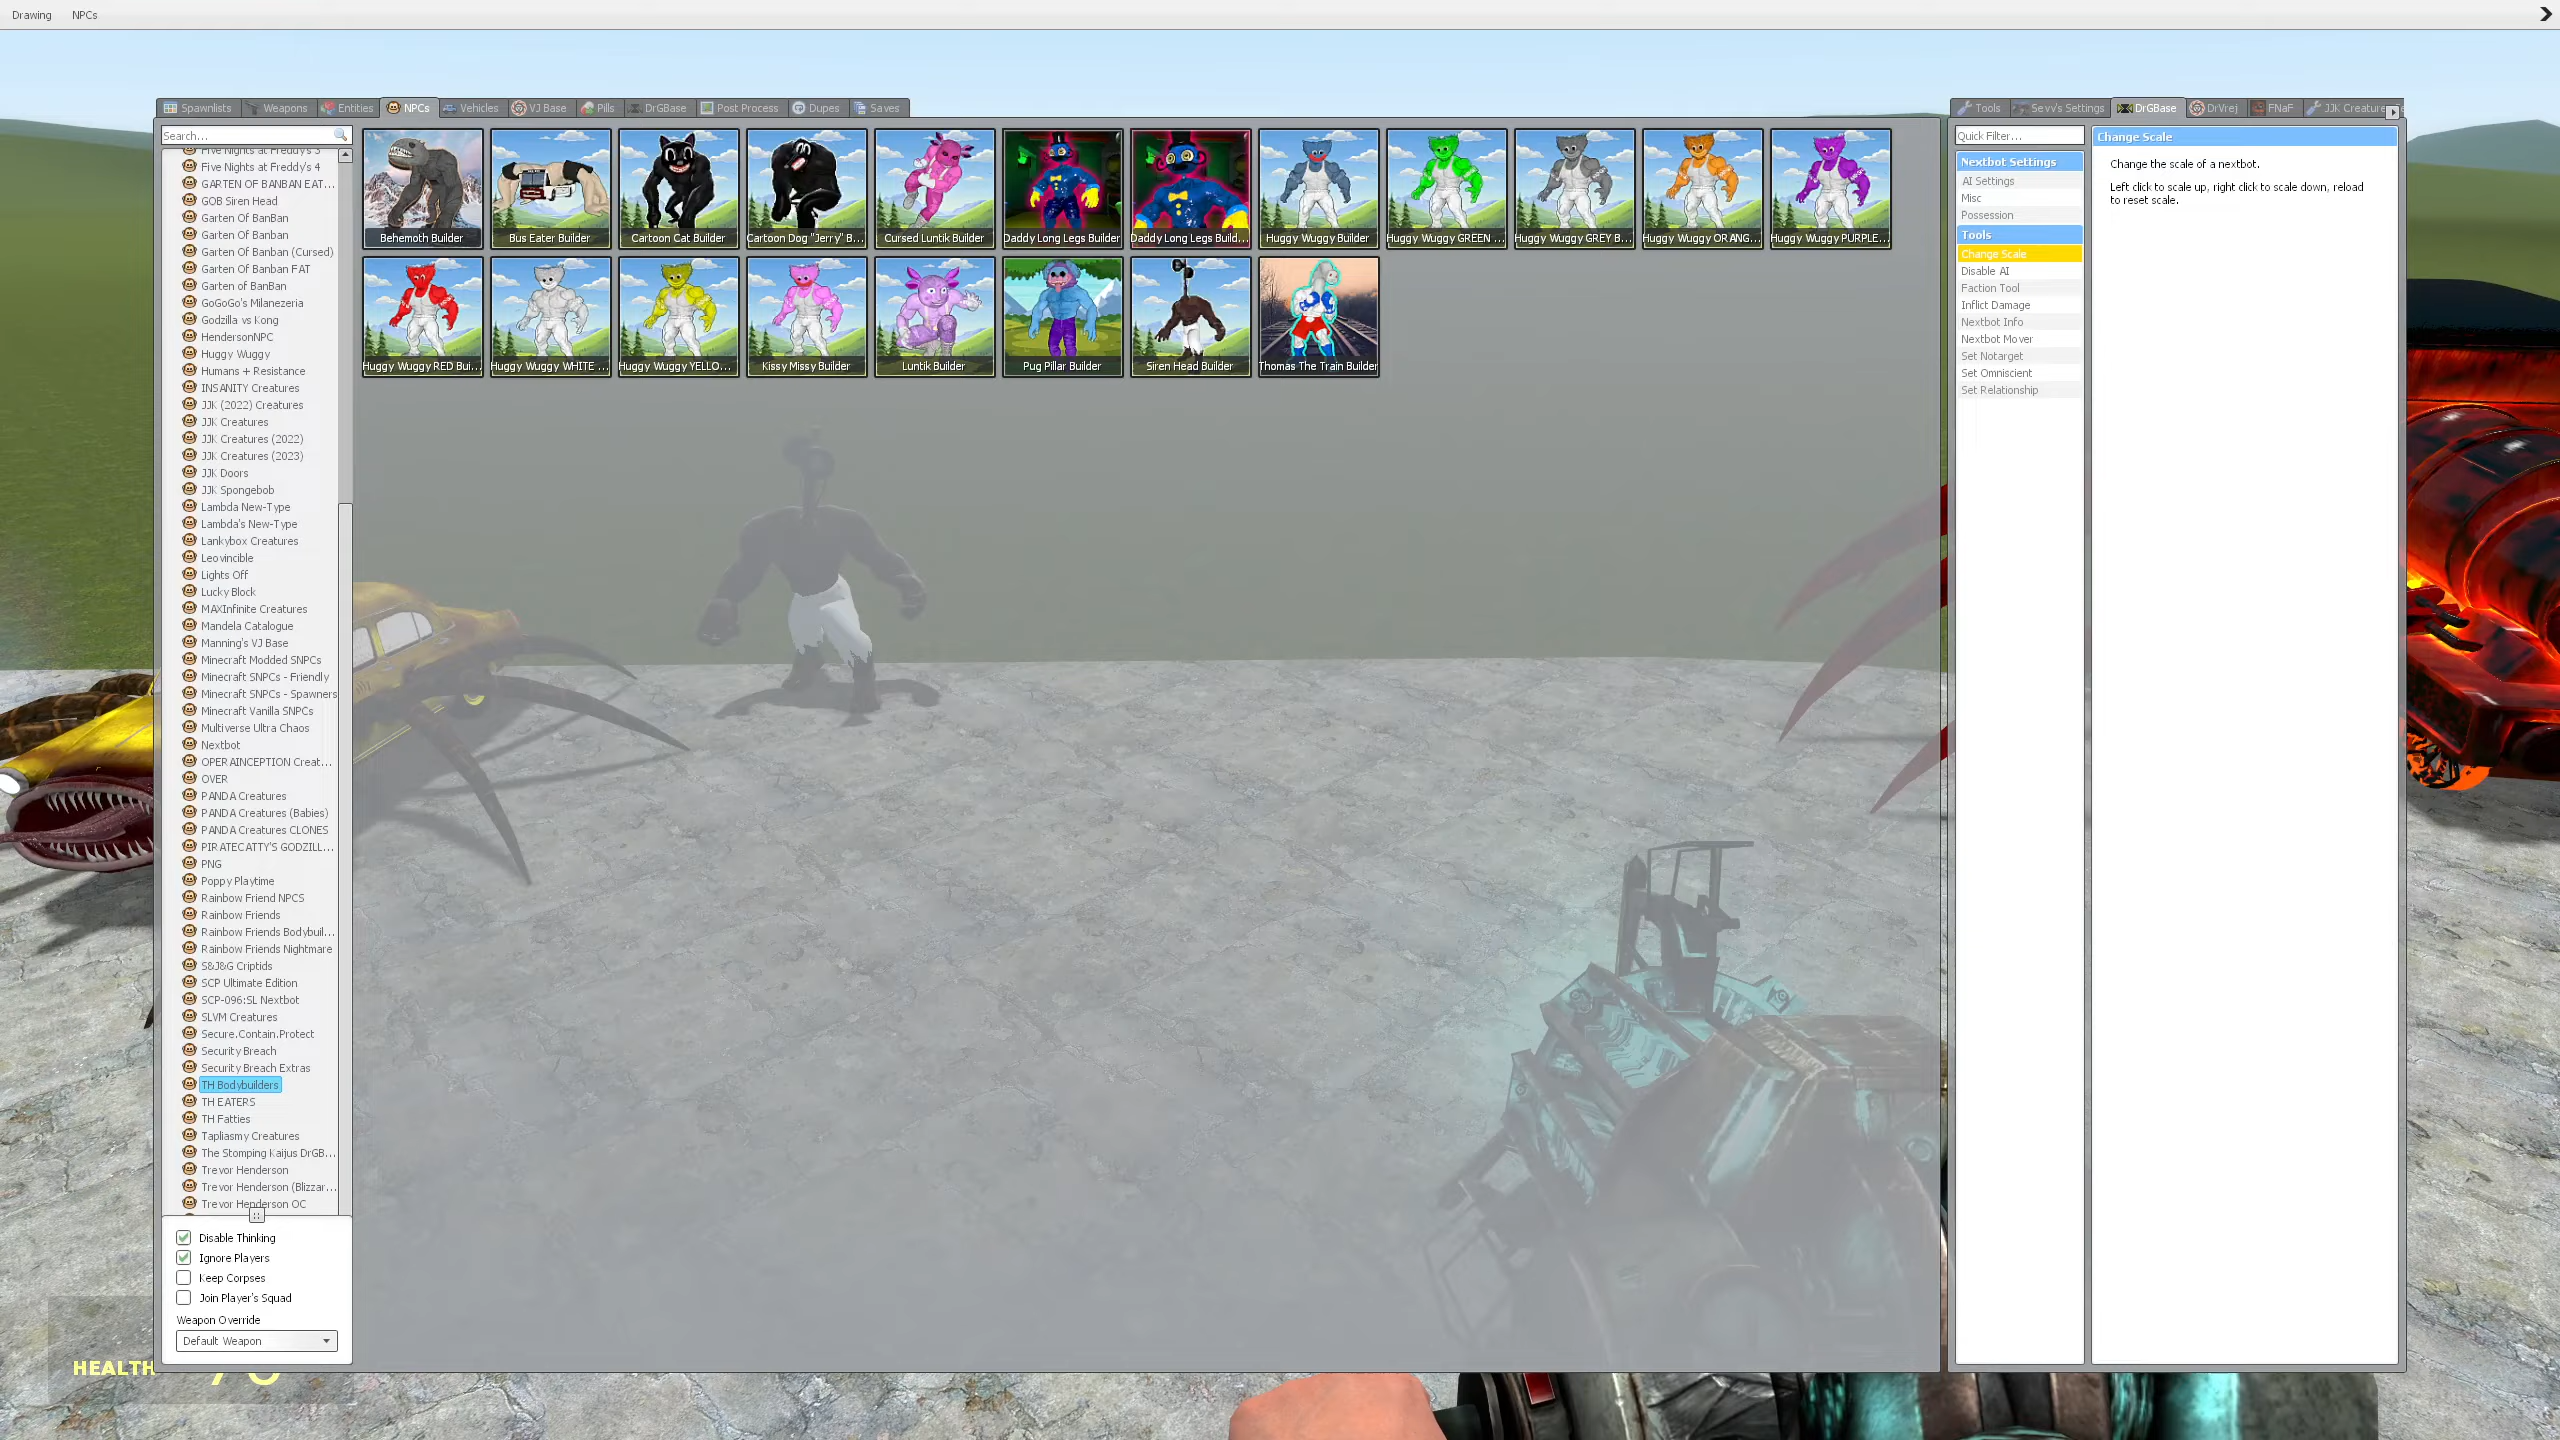 Drawing NPCs
Spawnlists Weapons Entities NPCs Vehicles VJ Base Pills DrGBase Post Process Dupes Saves
Search...
Five Nights at Freddy's 3
Five Nights at Freddy's 4
GARTEN OF BANBAN EAT...
GOB Siren Head
Garten Of BanBan
Garten Of Banban
Garten Of Banban (Cursed)
Garten Of Banban FAT
Garten of BanBan
GoGoGo's Milanezeria
Godzilla vs Kong
HendersonNPC
Huggy Wuggy
Humans + Resistance
INSANITY Creatures
JJK (2022) Creatures
JJK Creatures
JJK Creatures (2022)
JJK Creatures (2023)
JJK Doors
JJK Spongebob
Lambda New-Type
Lambda's New-Type
Lankybox Creatures
Leovincible
Lights Off
Lucky Block
MAXInfinite Creatures
Mandela Catalogue
Manning's VJ Base
Minecraft Modded SNPCs
Minecraft SNPCs - Friendly
Minecraft SNPCs - Spawners
Minecraft Vanilla SNPCs
Multiverse Ultra Chaos
Nextbot
OPERAINCEPTION Creat...
OVER
PANDA Creatures
PANDA Creatures (Babies)
PANDA Creatures CLONES
PIRATECATTY'S GODZILL...
PNG
Poppy Playtime
Rainbow Friend NPCS
Rainbow Friends
Rainbow Friends Bodybuil...
Rainbow Friends Nightmare
S&J&G Criptids
SCP Ultimate Edition
SCP-096:SL Nextbot
SLVM Creatures
Secure.Contain.Protect
Security Breach
Security Breach Extras
TH Bodybuilders
TH EATERS
TH Fatties
Tapliasmy Creatures
The Stomping Kaijus DrGB...
Trevor Henderson
Trevor Henderson (Blizzar...
Trevor Henderson OC
Disable Thinking
Ignore Players
Keep Corpses
Join Player's Squad
Weapon Override
Default Weapon
HEALTH
Behemoth Builder Bus Eater Builder Cartoon Cat Builder Cartoon Dog "Jerry" B... Cursed Luntik Builder Daddy Long Legs Builder Daddy Long Legs Build... Huggy Wuggy Builder Huggy Wuggy GREEN ... Huggy Wuggy GREY B... Huggy Wuggy ORANG... Huggy Wuggy PURPLE...
Huggy Wuggy RED Bui... Huggy Wuggy WHITE ... Huggy Wuggy YELLO... Kissy Missy Builder Luntik Builder Pug Pillar Builder Siren Head Builder Thomas The Train Builder
Tools Sevv's Settings DrGBase DrVrej FNaF JJK Creature
Quick Filter...
Nextbot Settings
AI Settings
Misc
Possession
Tools
Change Scale
Disable AI
Faction Tool
Inflict Damage
Nextbot Info
Nextbot Mover
Set Notarget
Set Omniscient
Set Relationship
Change Scale
Change the scale of a nextbot.
Left click to scale up, right click to scale down, reload
to reset scale.